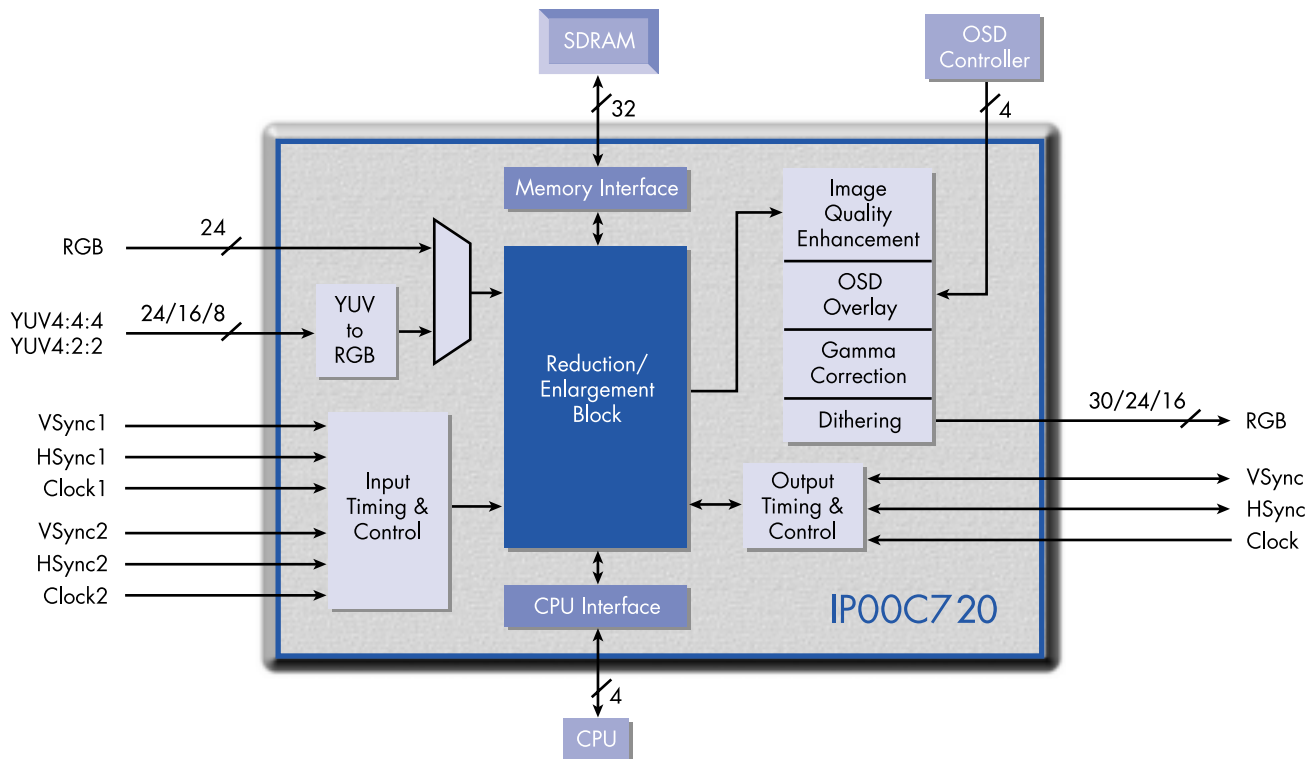 SDRAM
OSD
Controller
32
4
Memory Interface
Image
Quality
Enhancement
RGB
24
OSD
Overlay
YUV4:4:4
YUV4:2:2
24/16/8
YUV
to
RGB
Reduction/
Enlargement
Block
Gamma
Correction
Dithering
30/24/16
RGB
VSync1
HSync1
Clock1
VSync2
HSync2
Clock2
Input
Timing &
Control
Output
Timing &
Control
VSync
HSync
Clock
CPU Interface
IP00C720
4
CPU